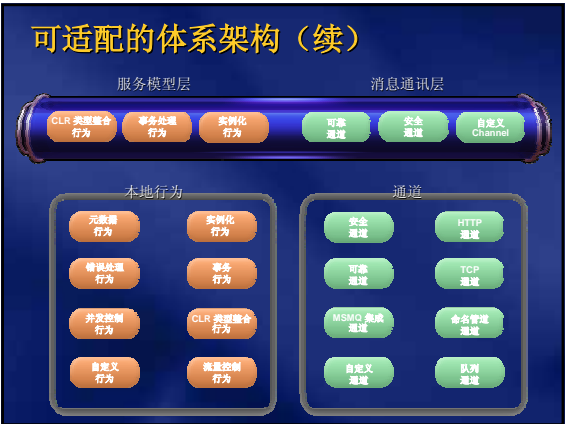 可适配的体系架构（续）
服务模型层
消息通讯层
CLR 类型整合
行为
事务处理
行为
实例化
行为
可靠
通道
安全
通道
自定义
Channel
本地行为
元数据
行为
实例化
行为
错误处理
行为
事务
行为
并发控制
行为
CLR 类型整合
行为
自定义
行为
流量控制
行为
通道
安全
通道
HTTP
通道
可靠
通道
TCP
通道
MSMQ 集成
通道
命名管道
通道
自定义
通道
队列
通道